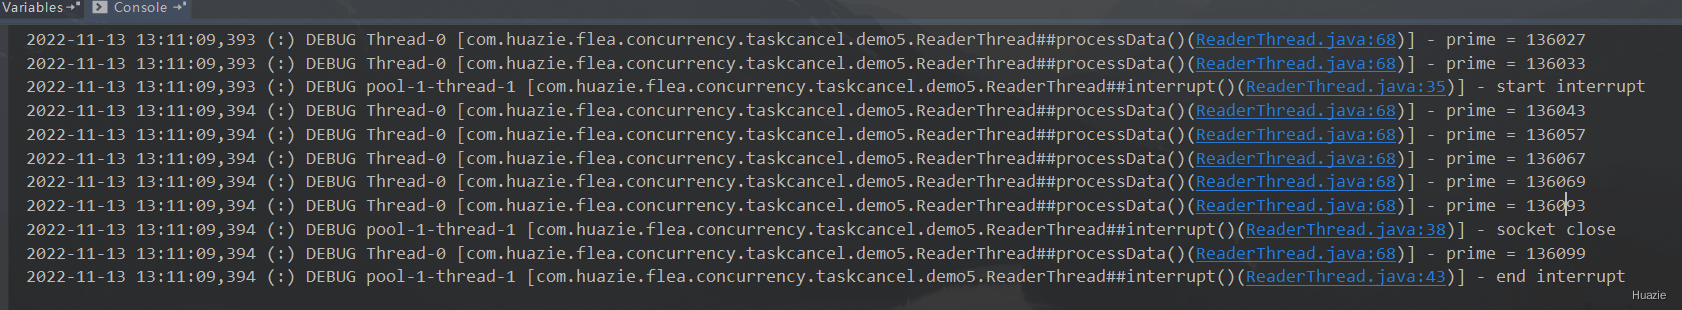 Variables Console
2022-11-13 13:11:09,393 (:) DEBUG Thread-0 [com.huazie.flea.concurrency.taskcancel.demo5.ReaderThread##processData()(ReaderThread.java:68)] - prime = 136027
2022-11-13 13:11:09,393 (:) DEBUG Thread-0 [com.huazie.flea.concurrency.taskcancel.demo5.ReaderThread##processData()(ReaderThread.java:68)] - prime = 136033
2022-11-13 13:11:09,393 (:) DEBUG pool-1-thread-1 [com.huazie.flea.concurrency.taskcancel.demo5.ReaderThread##interrupt()(ReaderThread.java:35)] - start interrupt
2022-11-13 13:11:09,394 (:) DEBUG Thread-0 [com.huazie.flea.concurrency.taskcancel.demo5.ReaderThread##processData()(ReaderThread.java:68)] - prime = 136043
2022-11-13 13:11:09,394 (:) DEBUG Thread-0 [com.huazie.flea.concurrency.taskcancel.demo5.ReaderThread##processData()(ReaderThread.java:68)] - prime = 136057
2022-11-13 13:11:09,394 (:) DEBUG Thread-0 [com.huazie.flea.concurrency.taskcancel.demo5.ReaderThread##processData()(ReaderThread.java:68)] - prime = 136067
2022-11-13 13:11:09,394 (:) DEBUG Thread-0 [com.huazie.flea.concurrency.taskcancel.demo5.ReaderThread##processData()(ReaderThread.java:68)] - prime = 136069
2022-11-13 13:11:09,394 (:) DEBUG Thread-0 [com.huazie.flea.concurrency.taskcancel.demo5.ReaderThread##processData()(ReaderThread.java:68)] - prime = 136093
2022-11-13 13:11:09,394 (:) DEBUG pool-1-thread-1 [com.huazie.flea.concurrency.taskcancel.demo5.ReaderThread##interrupt()(ReaderThread.java:38)] - socket close
2022-11-13 13:11:09,394 (:) DEBUG Thread-0 [com.huazie.flea.concurrency.taskcancel.demo5.ReaderThread##processData()(ReaderThread.java:68)] - prime = 136099
2022-11-13 13:11:09,394 (:) DEBUG pool-1-thread-1 [com.huazie.flea.concurrency.taskcancel.demo5.ReaderThread##interrupt()(ReaderThread.java:43)] - end interrupt
Huazie